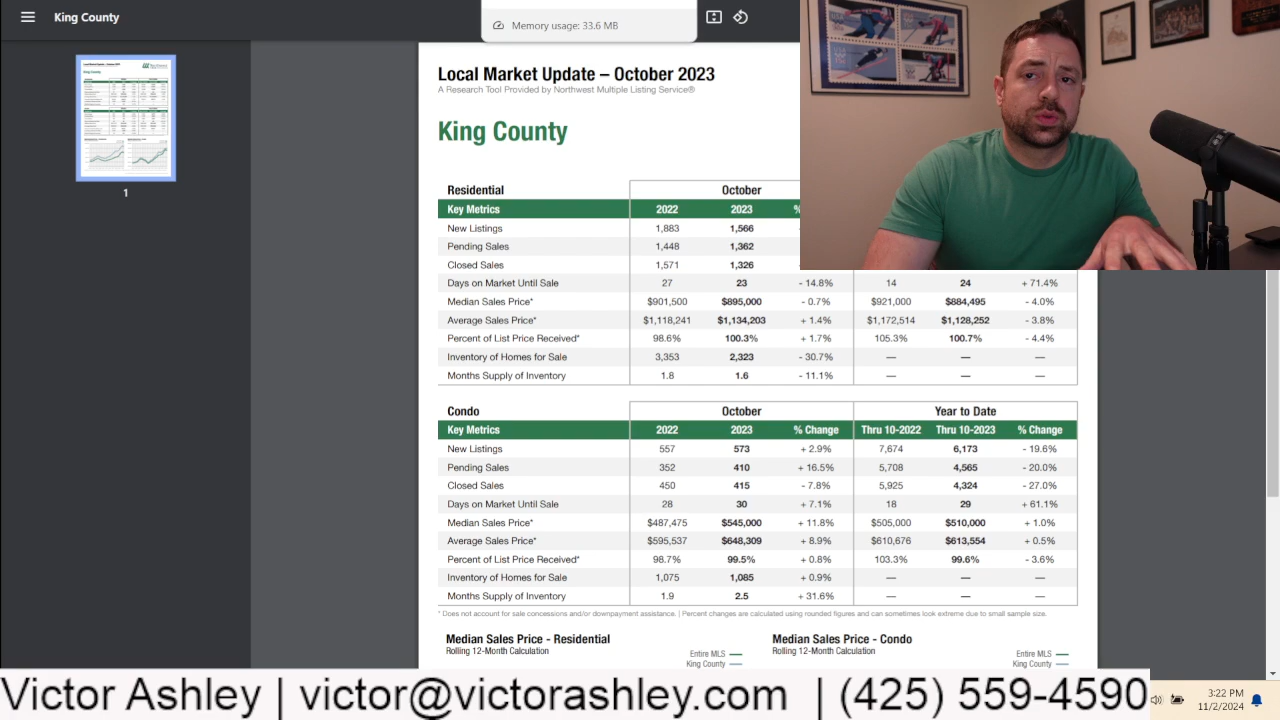 King County
Memory usage: 33.6 MB
1
Local Market Update – October 2023
A Research Tool Provided by Northwest Multiple Listing Service®
King County
Residential October
Key Metrics 2022 2023 %
New Listings 1,883 1,566
Pending Sales 1,448 1,362
Closed Sales 1,571 1,326
Days on Market Until Sale 27 23 - 14.8% 14 24 + 71.4%
Median Sales Price* $901,500 $895,000 - 0.7% $921,000 $884,495 - 4.0%
Average Sales Price* $1,118,241 $1,134,203 + 1.4% $1,172,514 $1,128,252 - 3.8%
Percent of List Price Received* 98.6% 100.3% + 1.7% 105.3% 100.7% - 4.4%
Inventory of Homes for Sale 3,353 2,323 - 30.7% — — —
Months Supply of Inventory 1.8 1.6 - 11.1% — — —
Condo October Year to Date
Key Metrics 2022 2023 % Change Thru 10-2022 Thru 10-2023 % Change
New Listings 557 573 + 2.9% 7,674 6,173 - 19.6%
Pending Sales 352 410 + 16.5% 5,708 4,565 - 20.0%
Closed Sales 450 415 - 7.8% 5,925 4,324 - 27.0%
Days on Market Until Sale 28 30 + 7.1% 18 29 + 61.1%
Median Sales Price* $487,475 $545,000 + 11.8% $505,000 $510,000 + 1.0%
Average Sales Price* $595,537 $648,309 + 8.9% $610,676 $613,554 + 0.5%
Percent of List Price Received* 98.7% 99.5% + 0.8% 103.3% 99.6% - 3.6%
Inventory of Homes for Sale 1,075 1,085 + 0.9% — — —
Months Supply of Inventory 1.9 2.5 + 31.6% — — —
* Does not account for sale concessions and/or downpayment assistance. | Percent changes are calculated using rounded figures and can sometimes look extreme due to small sample size.
Median Sales Price - Residential
Rolling 12-Month Calculation
Entire MLS
King County
Median Sales Price - Condo
Rolling 12-Month Calculation
Entire MLS
King County
Victor Ashley | victor@victorashley.com | (425) 559-4590
3:22 PM
11/2/2024